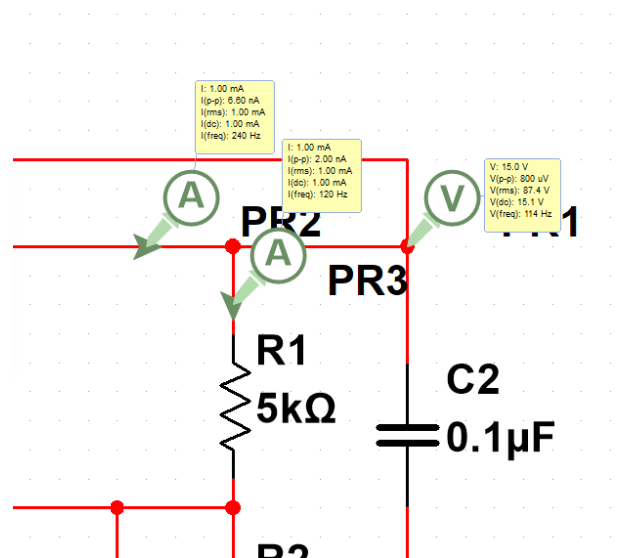 I: 1.00 mA
I(p-p): 6.60 nA
I(rms): 1.00 mA
I(dc): 1.00 mA
I(freq): 240 Hz
I: 1.00 mA
I(p-p): 2.00 nA
I(rms): 1.00 mA
I(dc): 1.00 mA
I(freq): 120 Hz
V: 15.0 V
V(p-p): 800 uV
V(rms): 87.4 V
V(dc): 15.1 V
V(freq): 114 Hz
A
A
V
PR2
PR1
PR3
R1
5kΩ
C2
0.1µF
R2